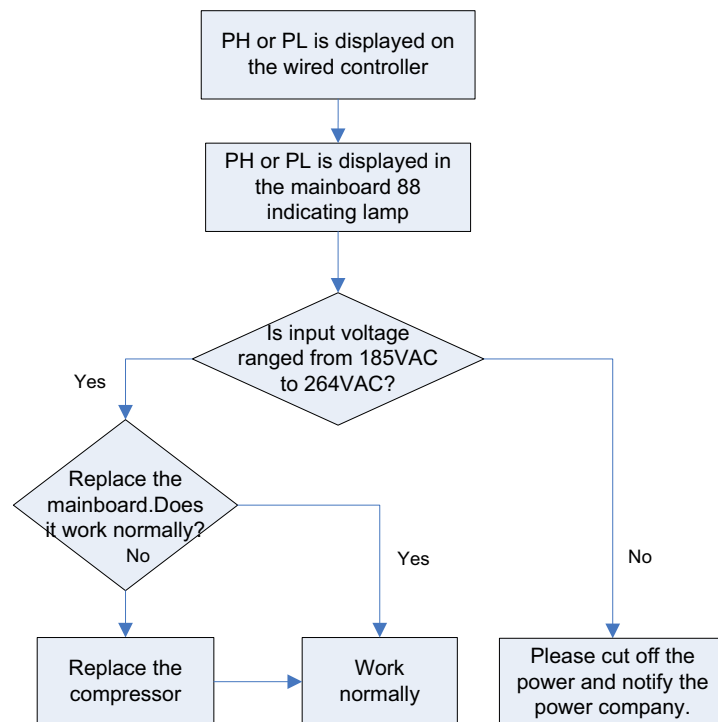 PH or PL is displayed on
the wired controller
PH or PL is displayed in
the mainboard 88
indicating lamp
Is input voltage
ranged from 185VAC
to 264VAC?
Yes
Replace the
mainboard.Does
it work normally?
No
Yes
No
Replace the
compressor
Work
normally
Please cut off the
power and notify the
power company.